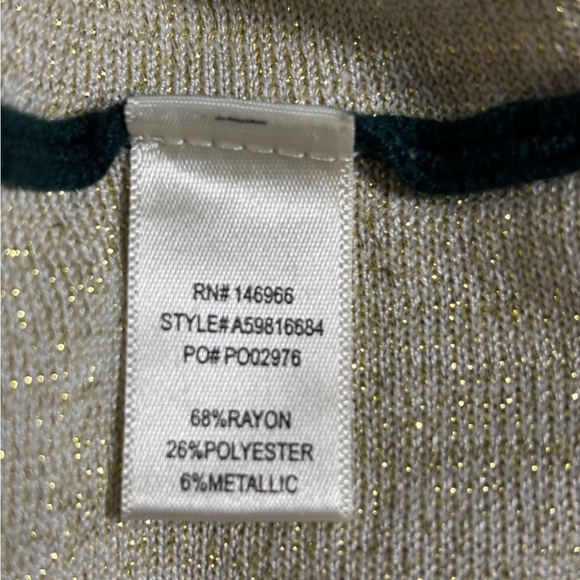 RN# 146966
STYLE#A59816684
PO# PO02976
68%RAYON
26%POLYESTER
6%METALLIC